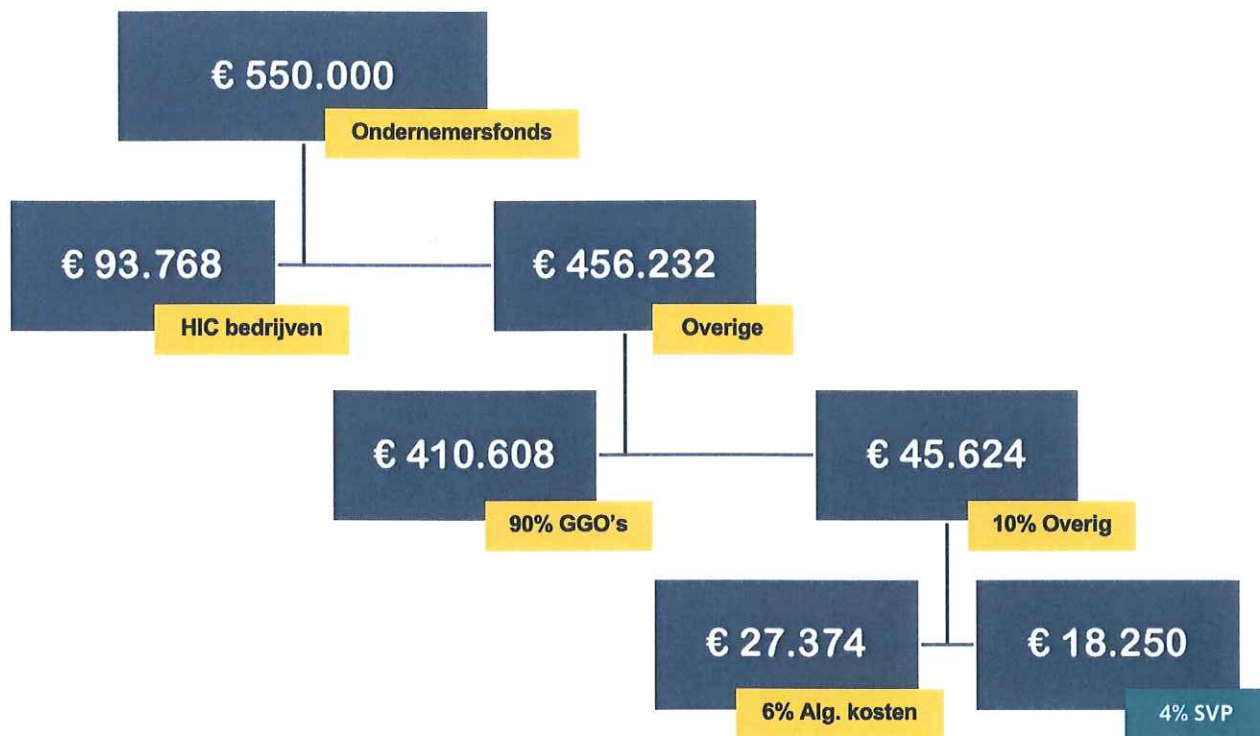 € 550.000
Ondernemersfonds
€ 93.768
HIC bedrijven
€ 456.232
Overige
€ 410.608
90% GGO's
€ 45.624
10% Overig
€ 27.374
6% Alg. kosten
€ 18.250
4% SVP